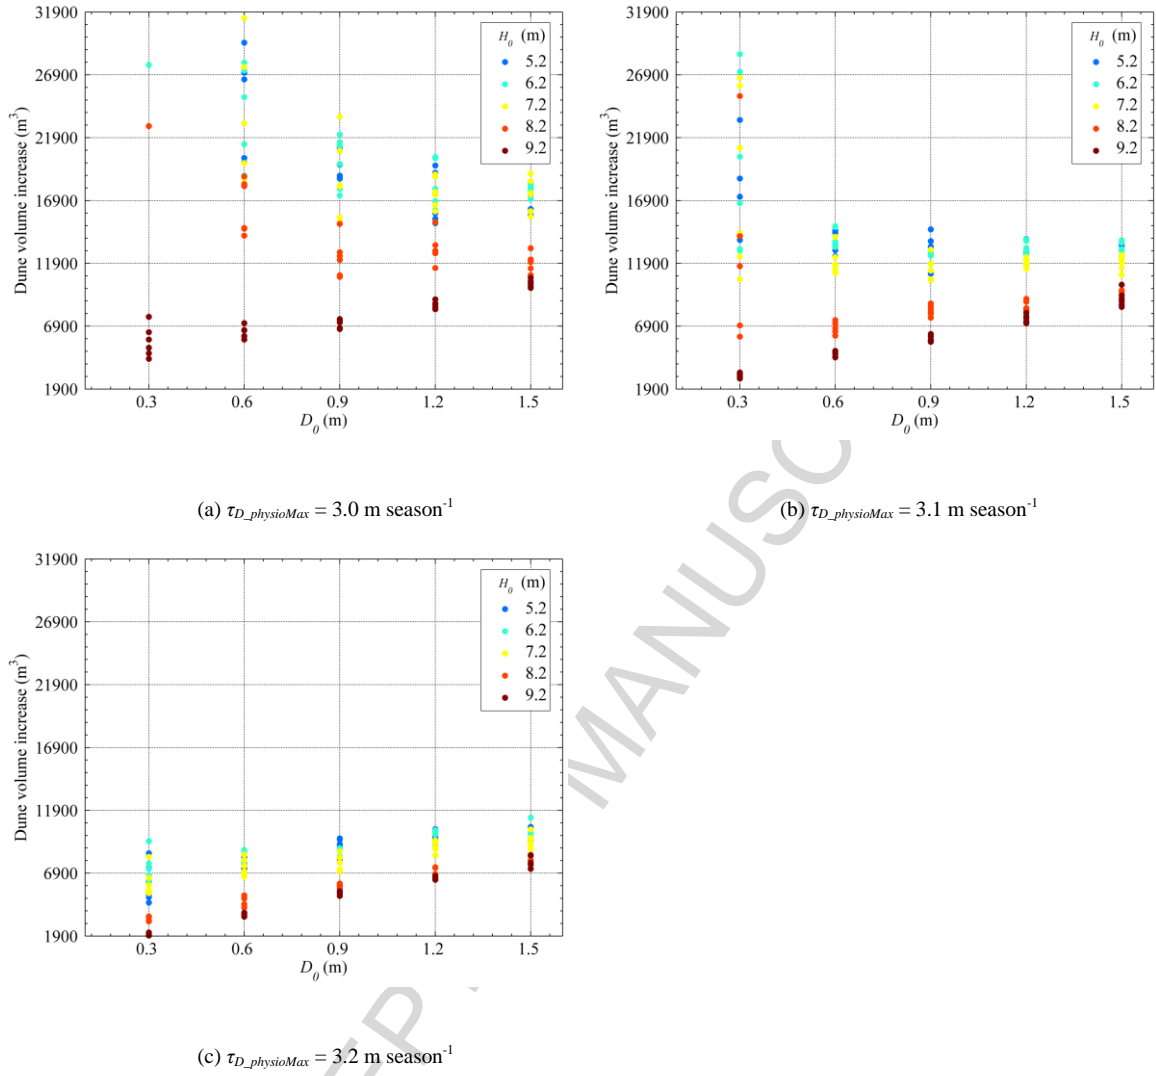 31900
26900
21900
16900
11900
6900
1900
Dune volume increase (m³)
0.3 0.6 0.9 1.2 1.5
D₀ (m)
H₀ (m)
5.2
6.2
7.2
8.2
9.2
(a) τ_D_physioMax = 3.0 m season⁻¹
31900
26900
21900
16900
11900
6900
1900
Dune volume increase (m³)
0.3 0.6 0.9 1.2 1.5
D₀ (m)
H₀ (m)
5.2
6.2
7.2
8.2
9.2
(b) τ_D_physioMax = 3.1 m season⁻¹
31900
26900
21900
16900
11900
6900
1900
Dune volume increase (m³)
0.3 0.6 0.9 1.2 1.5
D₀ (m)
H₀ (m)
5.2
6.2
7.2
8.2
9.2
(c) τ_D_physioMax = 3.2 m season⁻¹